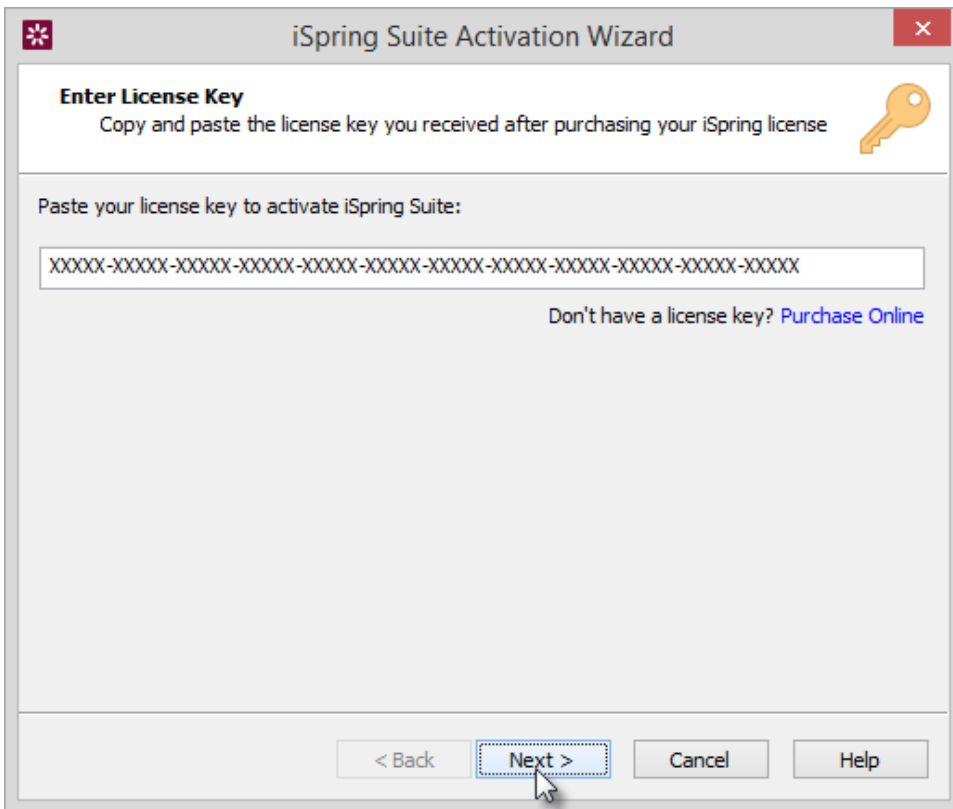 iSpring Suite Activation Wizard
Enter License Key
Copy and paste the license key you received after purchasing your iSpring license
Paste your license key to activate iSpring Suite:
XXXXX-XXXXX-XXXXX-XXXXX-XXXXX-XXXXX-XXXXX-XXXXX-XXXXX-XXXXX-XXXXX-XXXXX
Don't have a license key? Purchase Online
< Back Next > Cancel Help